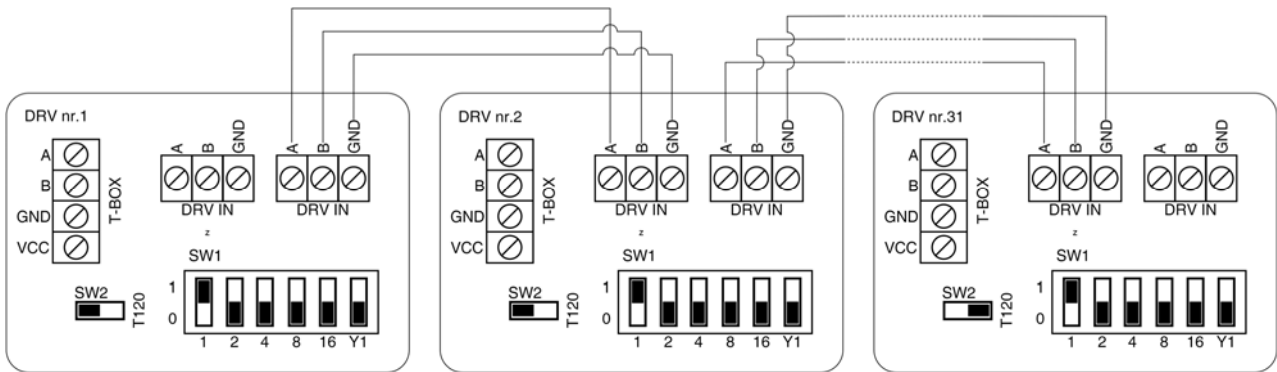 DRV nr.1
A
B
GND
VCC
T-BOX
A B GND
DRV IN
A B GND
DRV IN
z
SW1
1
0
1 2 4 8 16 Y1
SW2
T120
DRV nr.2
A
B
GND
VCC
T-BOX
A B GND
DRV IN
A B GND
DRV IN
z
SW1
1
0
1 2 4 8 16 Y1
SW2
T120
DRV nr.31
A
B
GND
VCC
T-BOX
A B GND
DRV IN
A B GND
DRV IN
z
SW1
1
0
1 2 4 8 16 Y1
SW2
T120